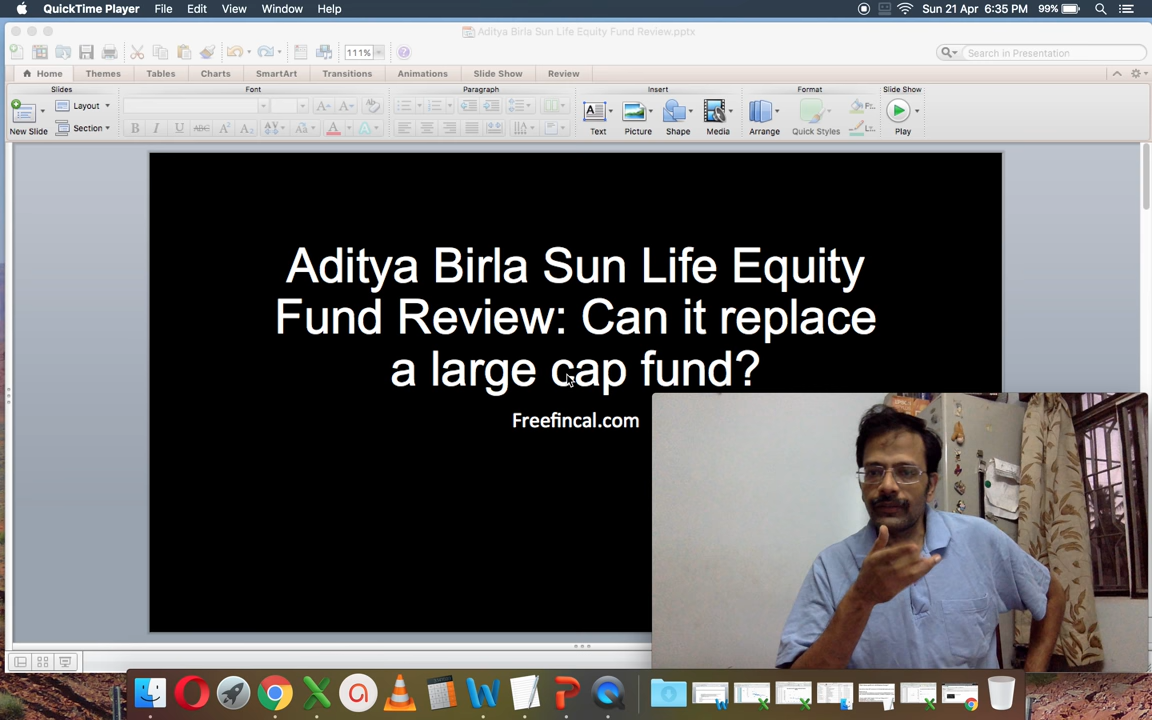 QuickTime Player File Edit View Window Help
Sun 21 Apr 6:35 PM 99%
Aditya Birla Sun Life Equity Fund Review.pptx
111%
Search in Presentation
Home Themes Tables Charts SmartArt Transitions Animations Slide Show Review
Slides Font Paragraph Insert Format Slide Show
New Slide
Layout
Section
B I U ABC A A
Text Picture Shape Media Arrange Quick Styles Play
Aditya Birla Sun Life Equity
Fund Review: Can it replace
a large cap fund?
Freefincal.com